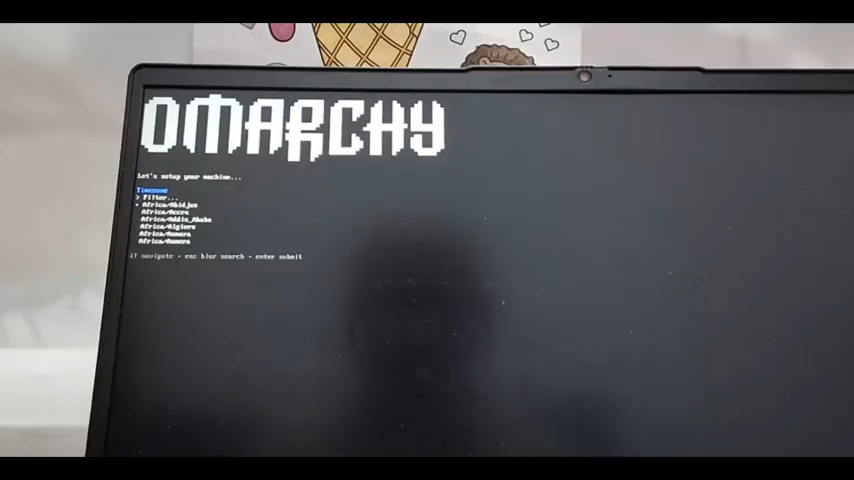 OMARCHY
Let's setup your machine...
Timezone
> Filter...
• Africa/Abidjan
Africa/Accra
Africa/Addis_Ababa
Africa/Algiers
Africa/Asmara
Africa/Asmera
navigate • esc blur search • enter submit